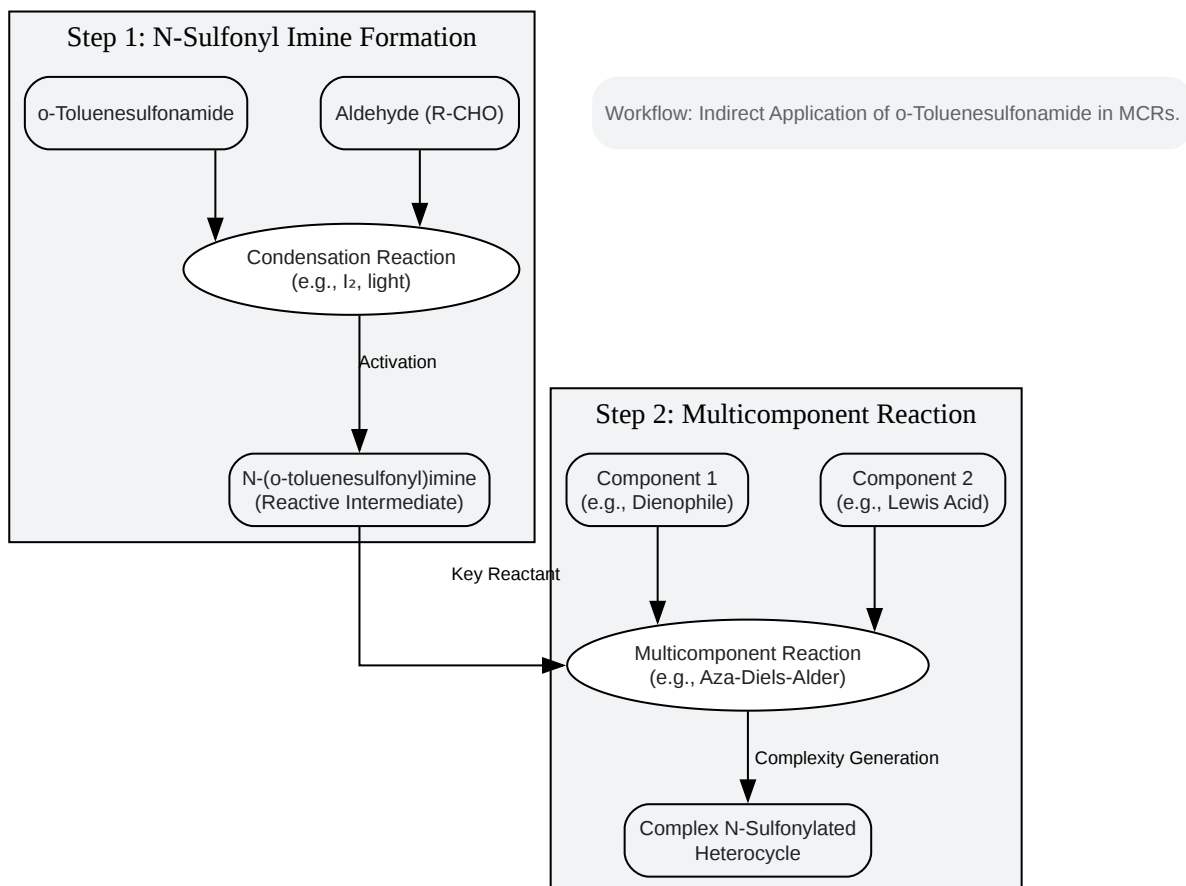 Step 1: N-Sulfonyl Imine Formation
o-Toluenesulfonamide
Aldehyde (R-CHO)
Workflow: Indirect Application of o-Toluenesulfonamide in MCRs.
Condensation Reaction
(e.g., I₂, light)
Activation
N-(o-toluenesulfonyl)imine
(Reactive Intermediate)
Key Reactant
Step 2: Multicomponent Reaction
Component 1
(e.g., Dienophile)
Component 2
(e.g., Lewis Acid)
Multicomponent Reaction
(e.g., Aza-Diels-Alder)
Complexity Generation
Complex N-Sulfonylated
Heterocycle